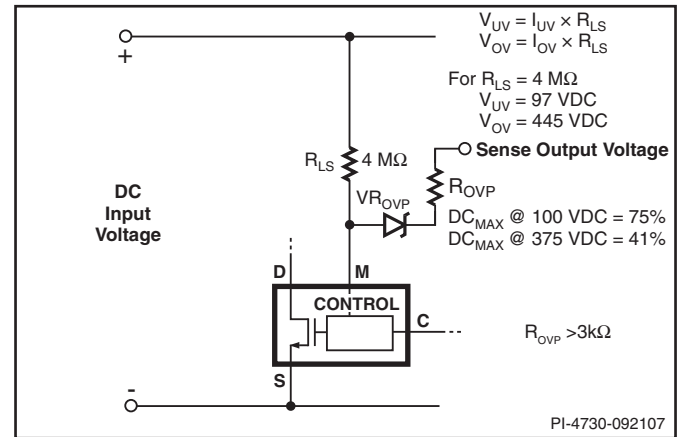 V_UV = I_UV × R_LS
V_OV = I_OV × R_LS
For R_LS = 4 MΩ
V_UV = 97 VDC
V_OV = 445 VDC
Sense Output Voltage
+
R_LS
4 MΩ
R_OVP
VR_OVP
DC
Input
Voltage
DC_MAX @ 100 VDC = 75%
DC_MAX @ 375 VDC = 41%
D
M
CONTROL
C
R_OVP >3kΩ
S
-
PI-4730-092107